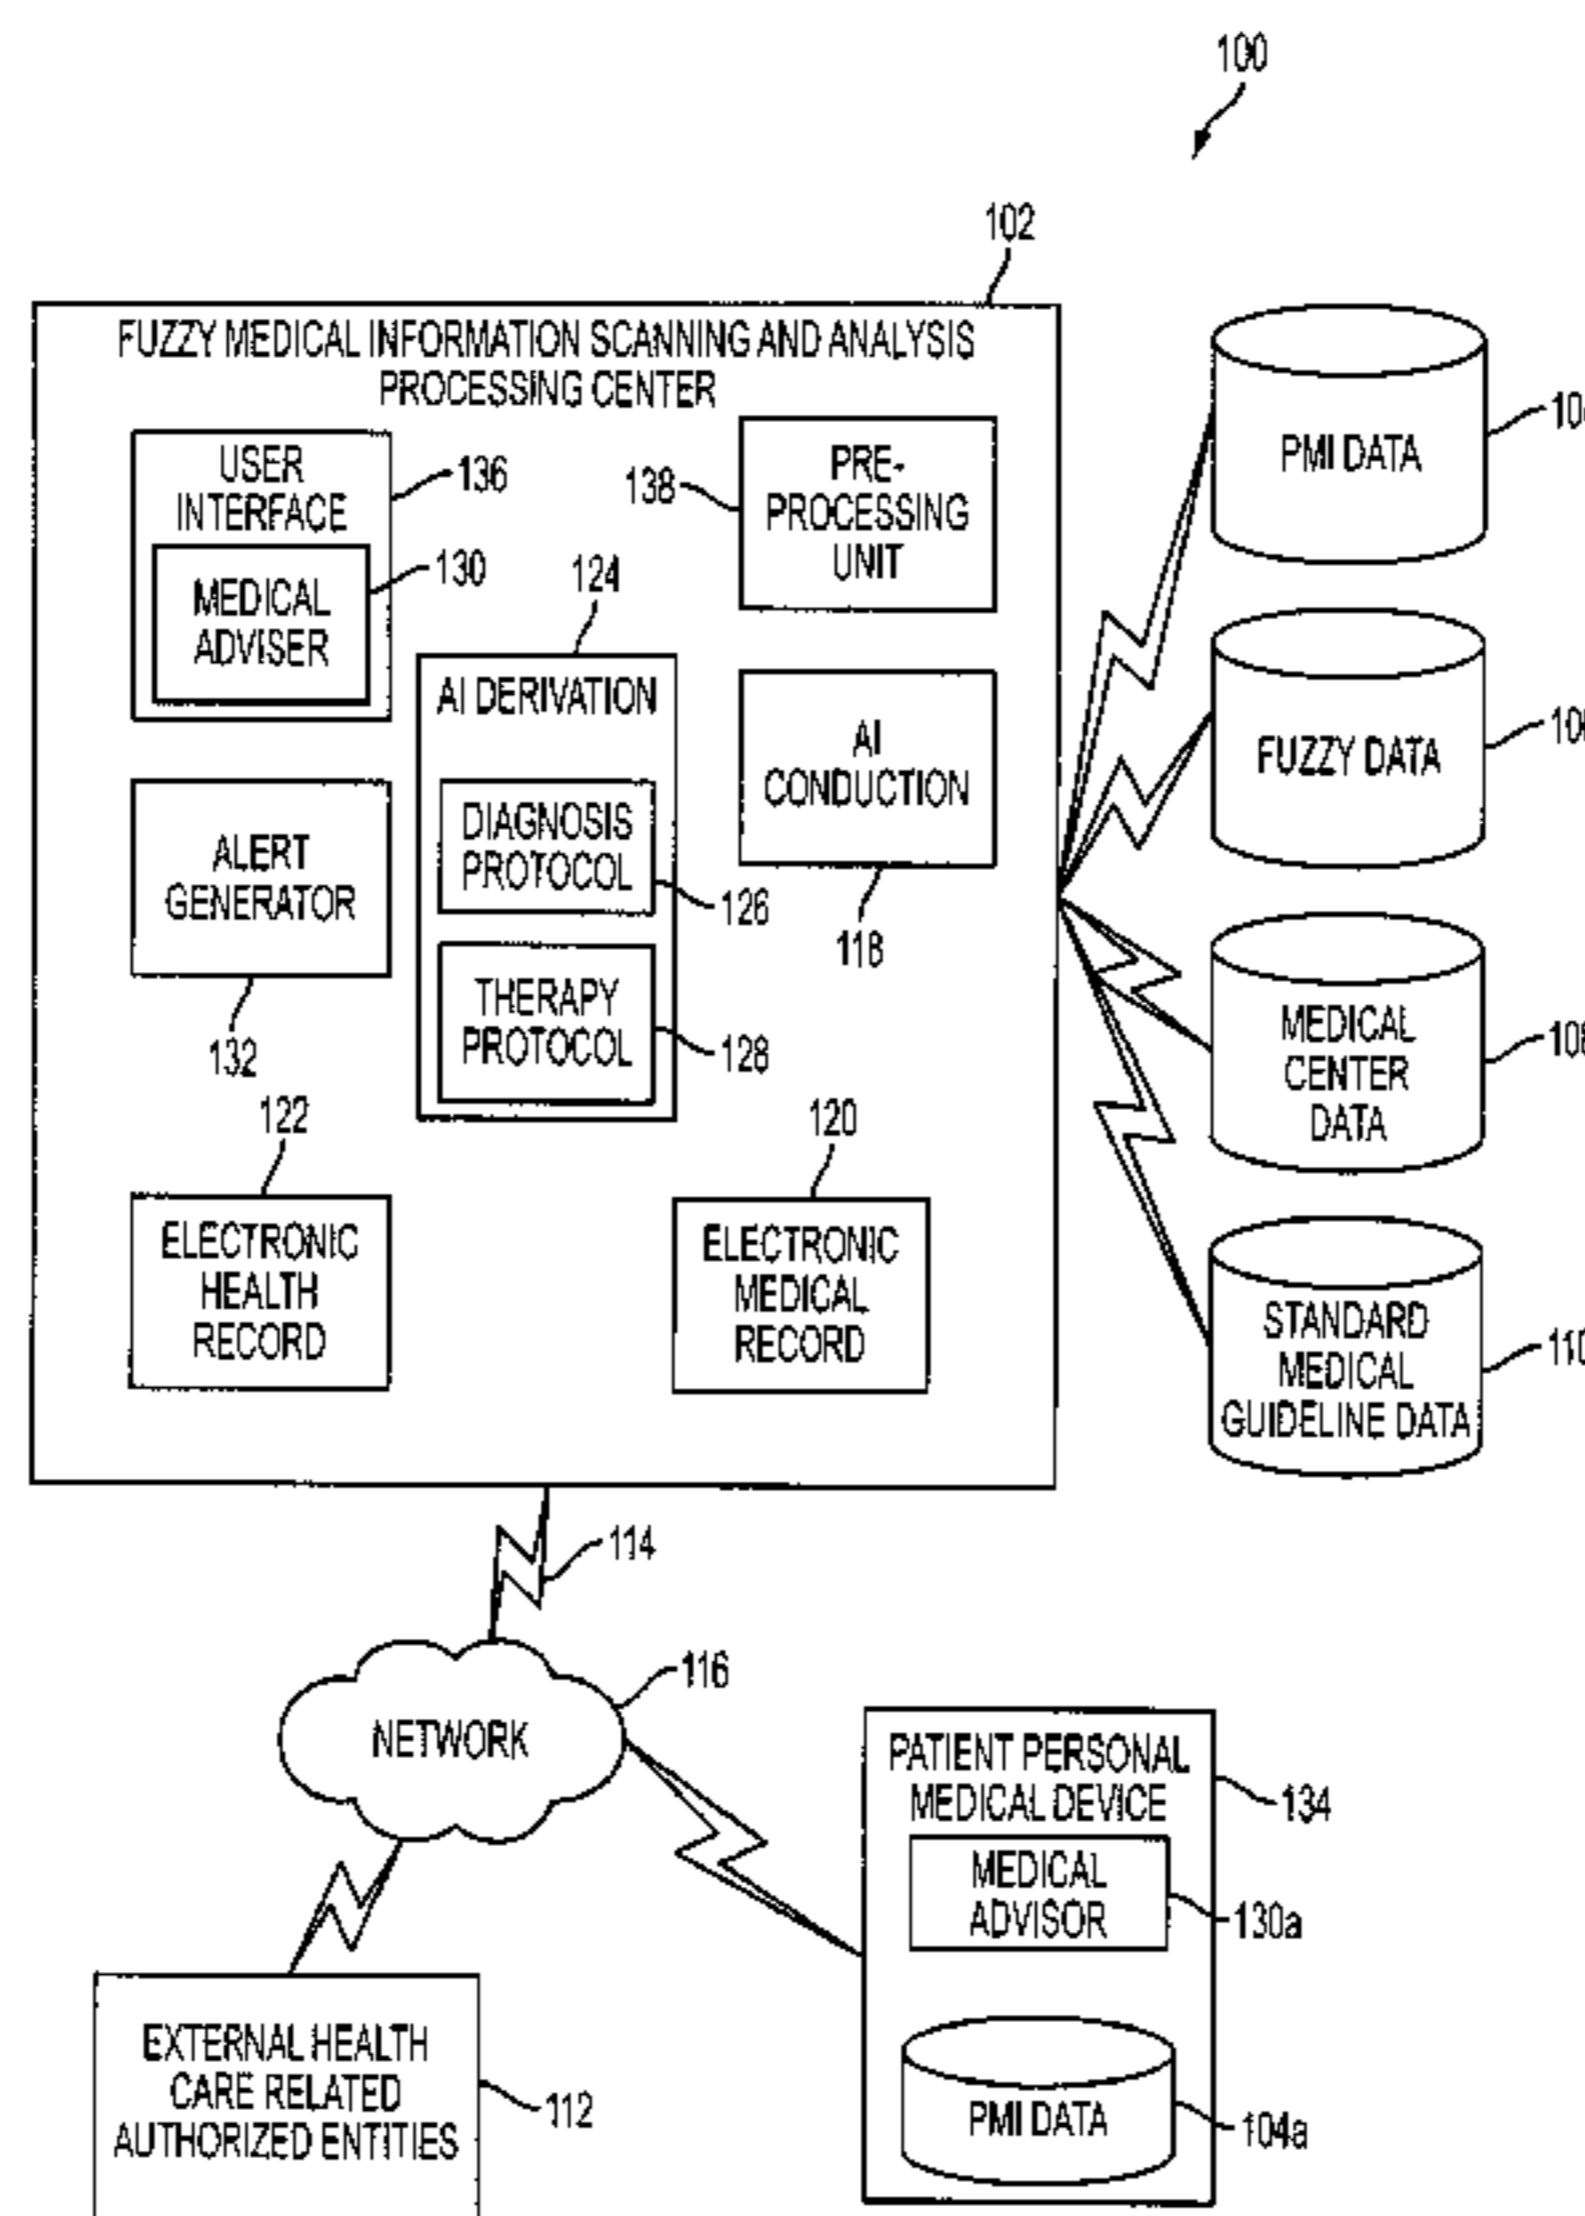 100
102
FUZZY MEDICAL INFORMATION SCANNING AND ANALYSIS
PROCESSING CENTER
USER
INTERFACE
136
MEDICAL
ADVISER
130
138
PRE-
PROCESSING
UNIT
124
AI DERIVATION
DIAGNOSIS
PROTOCOL
126
THERAPY
PROTOCOL
128
AI
CONDUCTION
118
ALERT
GENERATOR
132
122
ELECTRONIC
HEALTH
RECORD
120
ELECTRONIC
MEDICAL
RECORD
PMI DATA
FUZZY DATA
MEDICAL
CENTER
DATA
STANDARD
MEDICAL
GUIDELINE DATA
110
114
116
NETWORK
PATIENT PERSONAL
MEDICAL DEVICE
134
MEDICAL
ADVISOR
130a
PMI DATA
104a
EXTERNAL HEALTH
CARE RELATED
AUTHORIZED ENTITIES
112